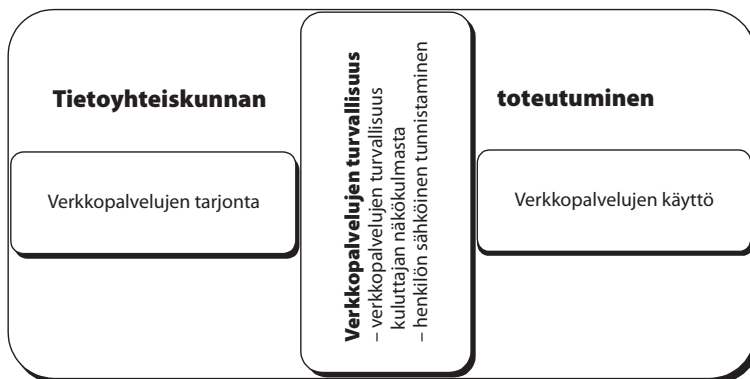 Tietoyhteiskunnan
Verkkopalvelujen tarjonta
Verkkopalvelujen turvallisuus
– verkkopalvelujen turvallisuus
kuluttajan näkökulmasta
– henkilön sähköinen tunnistaminen
toteutuminen
Verkkopalvelujen käyttö